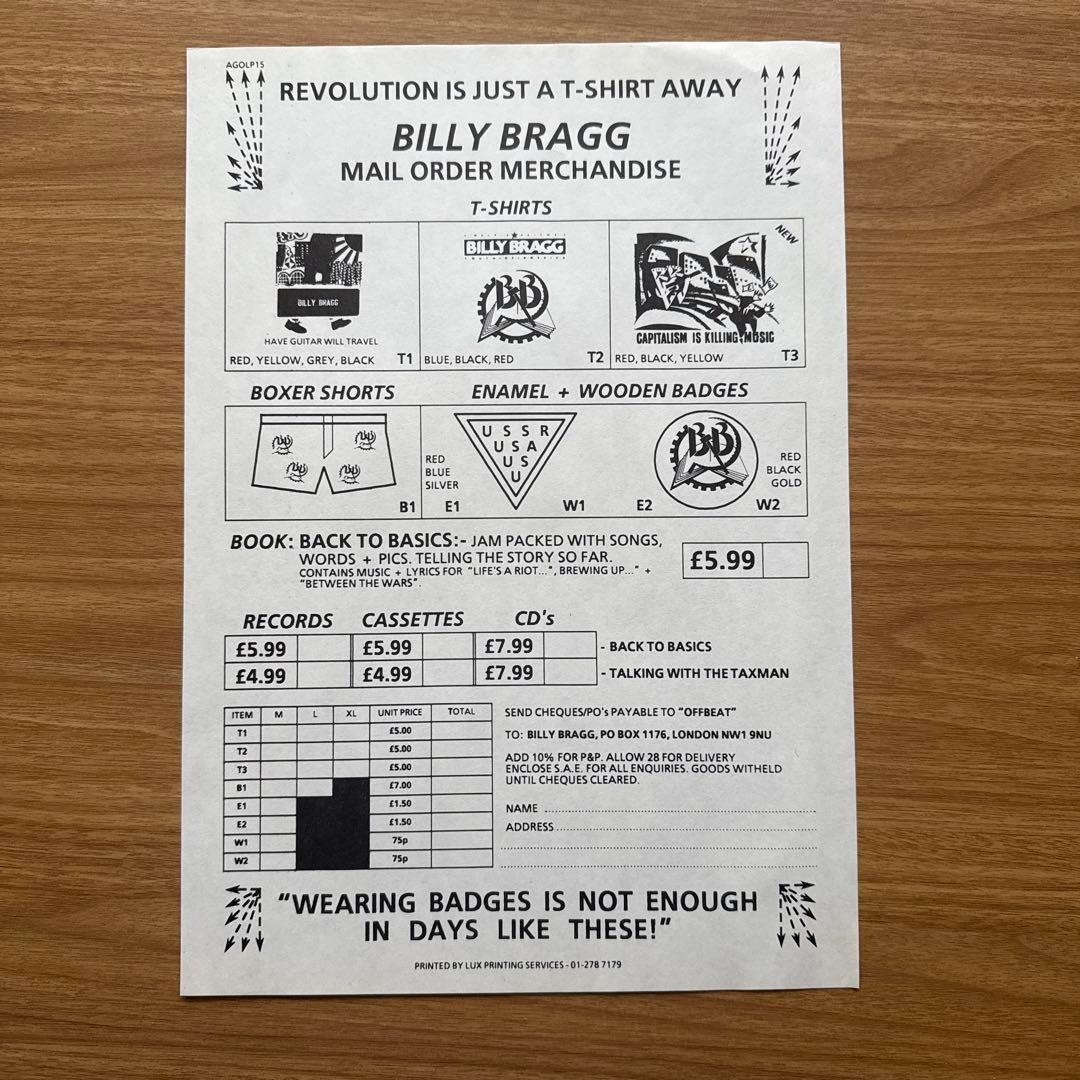 AGOLP15
REVOLUTION IS JUST A T-SHIRT AWAY
BILLY BRAGG
MAIL ORDER MERCHANDISE
T-SHIRTS
BILLY BRAGG
HAVE GUITAR WILL TRAVEL
RED, YELLOW, GREY, BLACK T1
BILLY BRAGG
BB
BLUE, BLACK, RED T2
NEW
CAPITALISM IS KILLING MUSIC
RED, BLACK, YELLOW T3
BOXER SHORTS
ENAMEL + WOODEN BADGES
B1
RED
BLUE
SILVER
E1
USSR
USA
US
U
W1
E2
BB
RED
BLACK
GOLD
W2
BOOK: BACK TO BASICS:- JAM PACKED WITH SONGS,
WORDS + PICS. TELLING THE STORY SO FAR.
CONTAINS MUSIC + LYRICS FOR "LIFE'S A RIOT...", BREWING UP..." +
"BETWEEN THE WARS".
£5.99
RECORDS CASSETTES CD's
£5.99 £5.99 £7.99 - BACK TO BASICS
£4.99 £4.99 £7.99 - TALKING WITH THE TAXMAN
ITEM M L XL UNIT PRICE TOTAL
T1 £5.00
T2 £5.00
T3 £5.00
B1 £7.00
E1 £1.50
E2 £1.50
W1 75p
W2 75p
SEND CHEQUES/PO's PAYABLE TO "OFFBEAT"
TO: BILLY BRAGG, PO BOX 1176, LONDON NW1 9NU
ADD 10% FOR P&P. ALLOW 28 FOR DELIVERY
ENCLOSE S.A.E. FOR ALL ENQUIRIES. GOODS WITHELD
UNTIL CHEQUES CLEARED.
NAME
ADDRESS
"WEARING BADGES IS NOT ENOUGH
IN DAYS LIKE THESE!"
PRINTED BY LUX PRINTING SERVICES - 01-278 7179